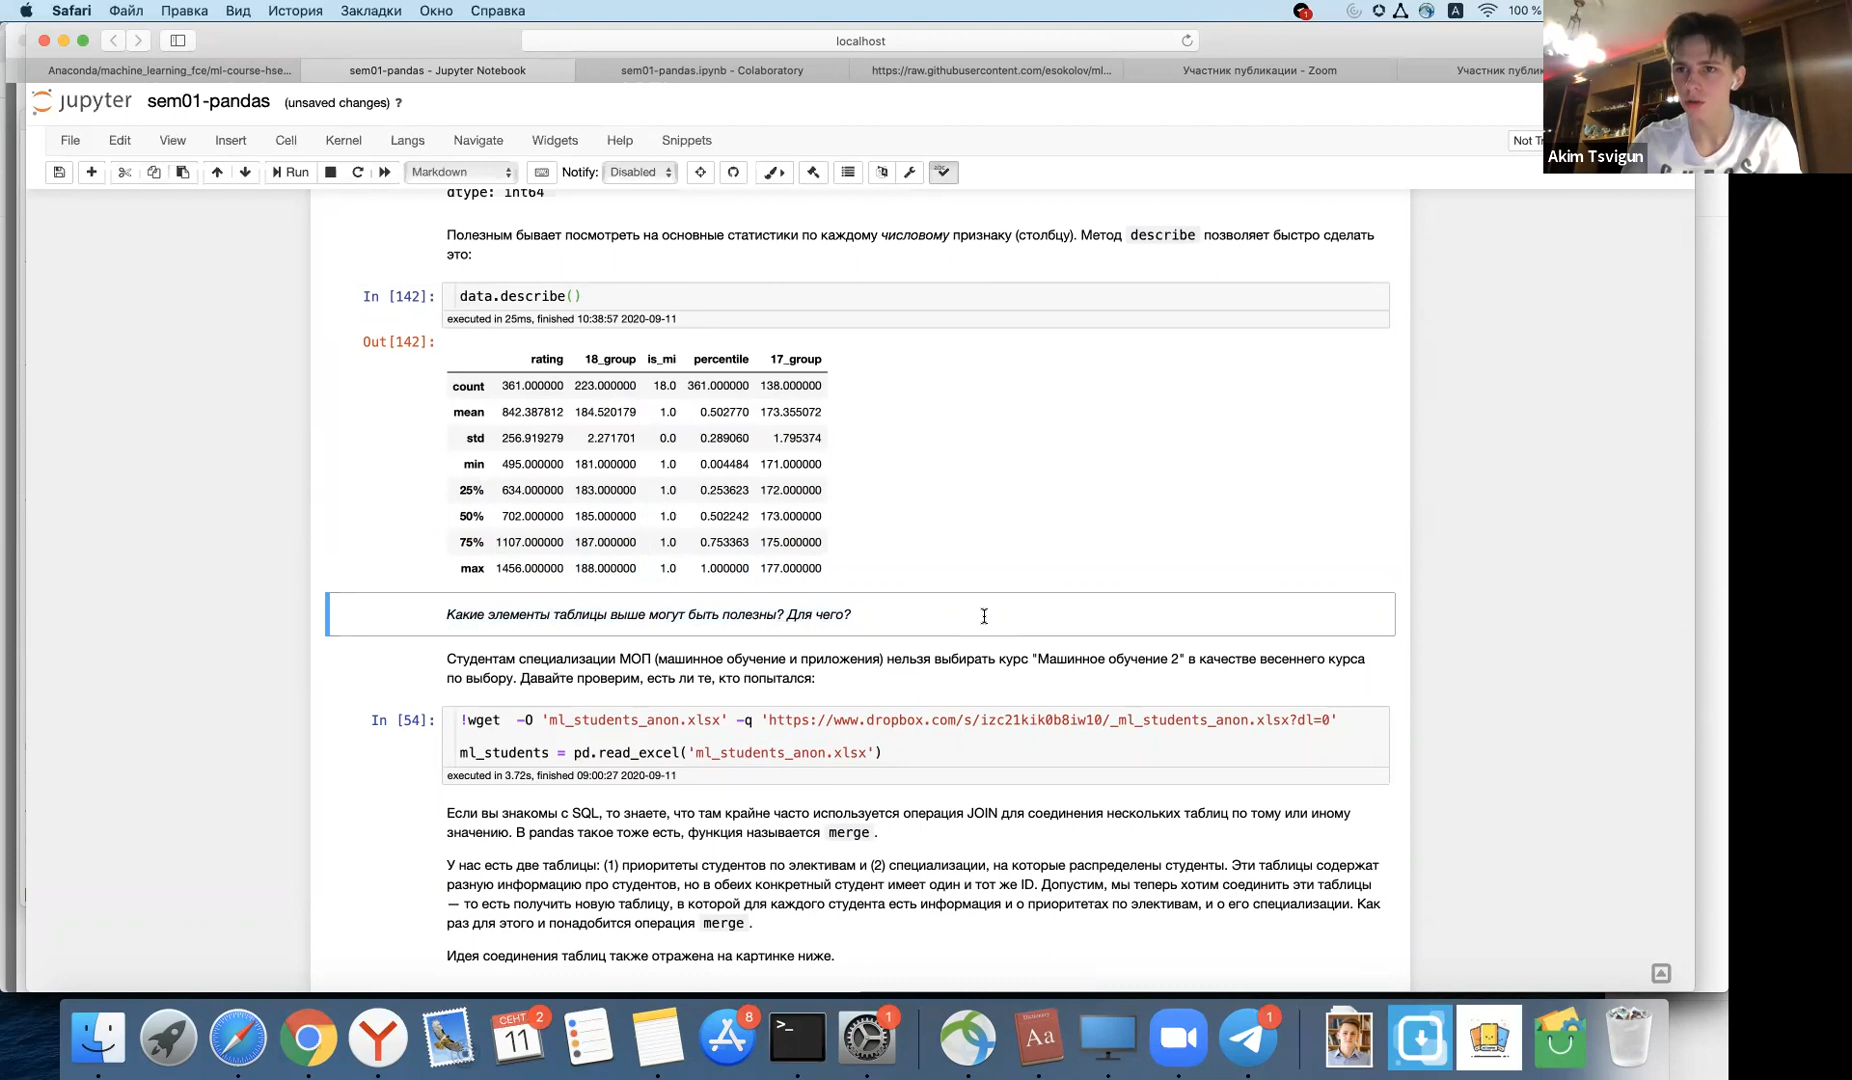 Safari Файл Правка Вид История Закладки Окно Справка 1 A 100 %
localhost
Anaconda/machine_learning_fce/ml-course-hse... sem01-pandas - Jupyter Notebook sem01-pandas.ipynb - Colaboratory https://raw.githubusercontent.com/esokolov/ml... Участник публикации - Zoom Участник публик
jupyter sem01-pandas (unsaved changes) ?
File Edit View Insert Cell Kernel Langs Navigate Widgets Help Snippets Not Tr
Akim Tsvigun
Run Markdown Notify: Disabled
dtype: int64
Полезным бывает посмотреть на основные статистики по каждому числовому признаку (столбцу). Метод describe позволяет быстро сделать
это:
In [142]: data.describe()
executed in 25ms, finished 10:38:57 2020-09-11
Out[142]:
rating 18_group is_mi percentile 17_group
count 361.000000 223.000000 18.0 361.000000 138.000000
mean 842.387812 184.520179 1.0 0.502770 173.355072
std 256.919279 2.271701 0.0 0.289060 1.795374
min 495.000000 181.000000 1.0 0.004484 171.000000
25% 634.000000 183.000000 1.0 0.253623 172.000000
50% 702.000000 185.000000 1.0 0.502242 173.000000
75% 1107.000000 187.000000 1.0 0.753363 175.000000
max 1456.000000 188.000000 1.0 1.000000 177.000000
Какие элементы таблицы выше могут быть полезны? Для чего?
Студентам специализации МОП (машинное обучение и приложения) нельзя выбирать курс "Машинное обучение 2" в качестве весеннего курса
по выбору. Давайте проверим, есть ли те, кто попытался:
In [54]: !wget -O 'ml_students_anon.xlsx' -q 'https://www.dropbox.com/s/izc21kik0b8iw10/_ml_students_anon.xlsx?dl=0'
ml_students = pd.read_excel('ml_students_anon.xlsx')
executed in 3.72s, finished 09:00:27 2020-09-11
Если вы знакомы с SQL, то знаете, что там крайне часто используется операция JOIN для соединения нескольких таблиц по тому или иному
значению. В pandas такое тоже есть, функция называется merge.
У нас есть две таблицы: (1) приоритеты студентов по элективам и (2) специализации, на которые распределены студенты. Эти таблицы содержат
разную информацию про студентов, но в обеих конкретный студент имеет один и тот же ID. Допустим, мы теперь хотим соединить эти таблицы
— то есть получить новую таблицу, в которой для каждого студента есть информация и о приоритетах по элективам, и о его специализации. Как
раз для этого и понадобится операция merge.
Идея соединения таблиц также отражена на картинке ниже.
СЕНТ. 2 8 1 1
11 Aa